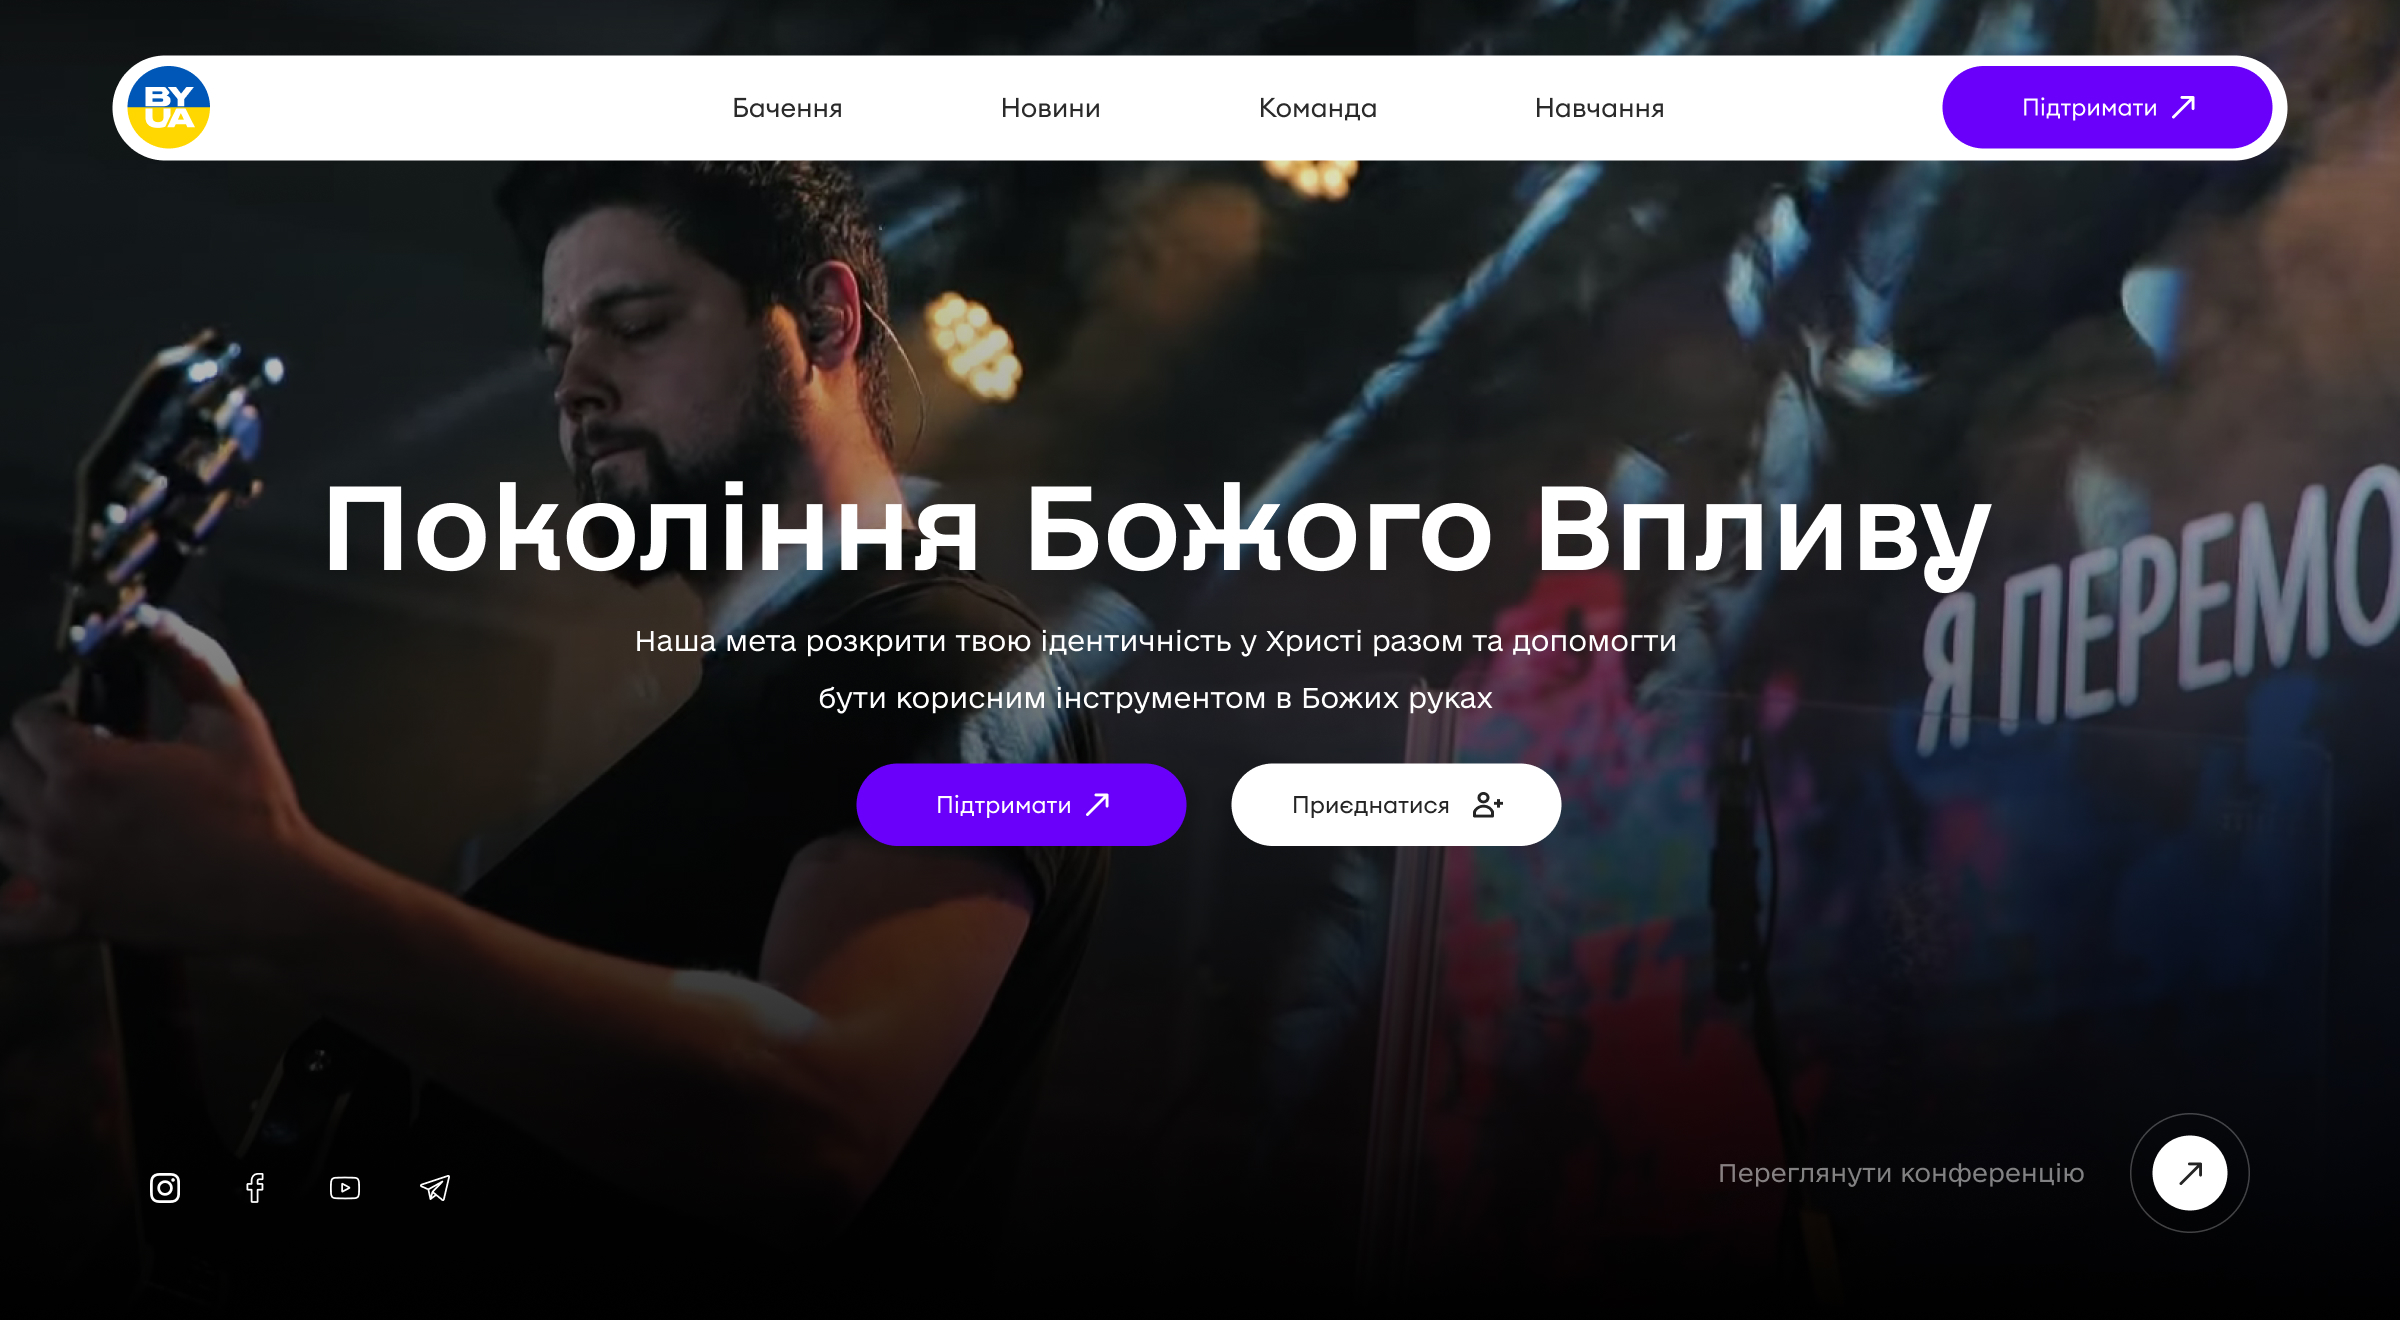 BY
UA
Бачення
Новини
Команда
Навчання
Підтримати
Покоління Божого Впливу
Я ПЕРЕМО
Наша мета розкрити твою ідентичність у Христі разом та допомогти
бути корисним інструментом в Божих руках
Підтримати
Приєднатися
Переглянути конференцію